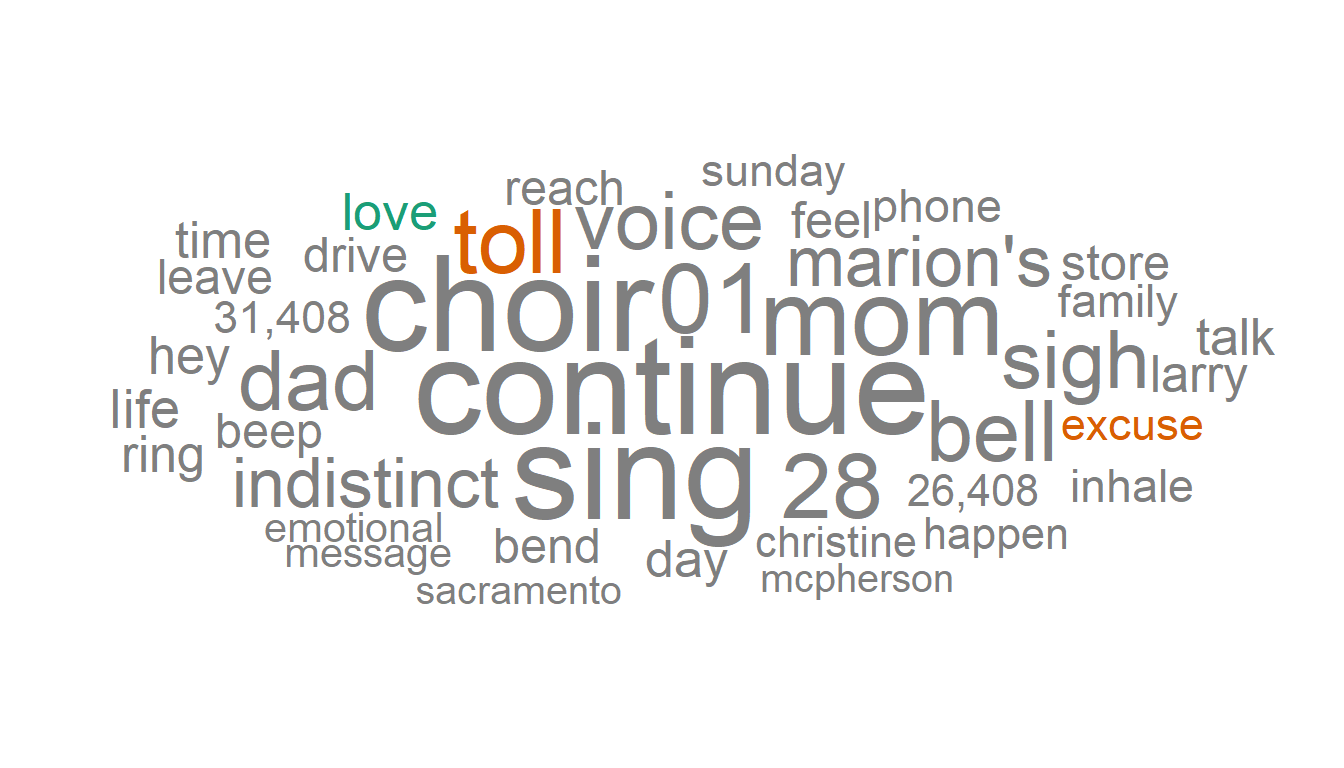 sunday
reach
phone
love
toll
voice
feel
time
drive
marion's
store
leave
choir
01
mom
family
31,408
talk
hey
dad
continue
sigh
larry
life
beep
bell
excuse
ring
indistinct
sing
28
26,408
inhale
emotional
message
bend
day
christine
happen
sacramento
mcpherson